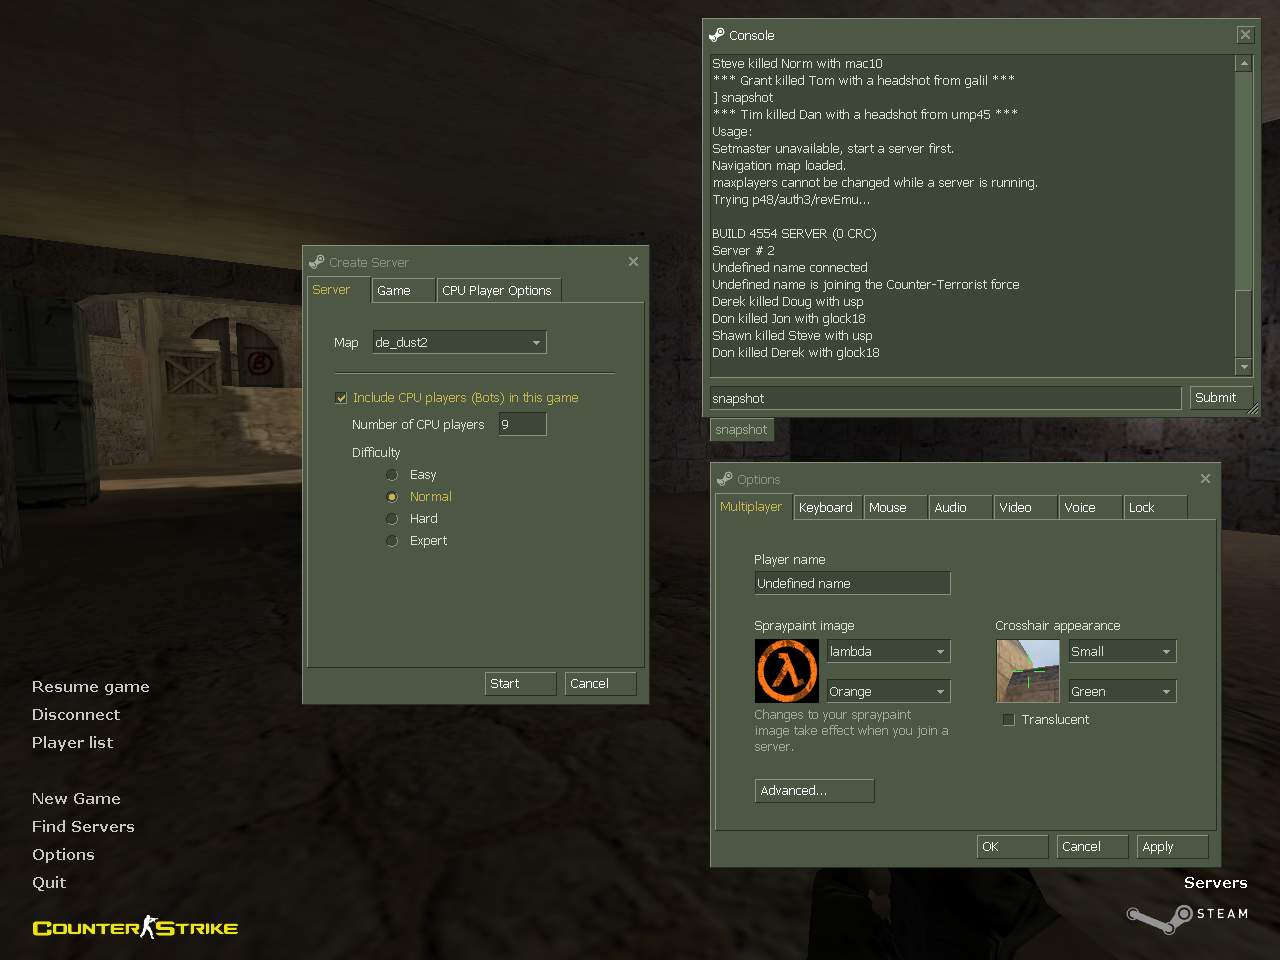 Console
Steve killed Norm with mac10
*** Grant killed Tom with a headshot from galil ***
] snapshot
*** Tim killed Dan with a headshot from ump45 ***
Usage:
Setmaster unavailable, start a server first.
Navigation map loaded.
maxplayers cannot be changed while a server is running.
Trying p48/auth3/revEmu...
BUILD 4554 SERVER (0 CRC)
Server # 2
Undefined name connected
Undefined name is joining the Counter-Terrorist force
Derek killed Doug with usp
Don killed Jon with glock18
Shawn killed Steve with usp
Don killed Derek with glock18
snapshot
Submit
snapshot
Create Server
Server Game CPU Player Options
Map de_dust2
Include CPU players (Bots) in this game
Number of CPU players 9
Difficulty
Easy
Normal
Hard
Expert
Start Cancel
Options
Multiplayer Keyboard Mouse Audio Video Voice Lock
Player name
Undefined name
Spraypaint image
lambda
Orange
Changes to your spraypaint
image take effect when you join a
server.
Crosshair appearance
Small
Green
Translucent
Advanced...
OK Cancel Apply
Resume game
Disconnect
Player list
New Game
Find Servers
Options
Quit
COUNTER STRIKE
Servers
STEAM